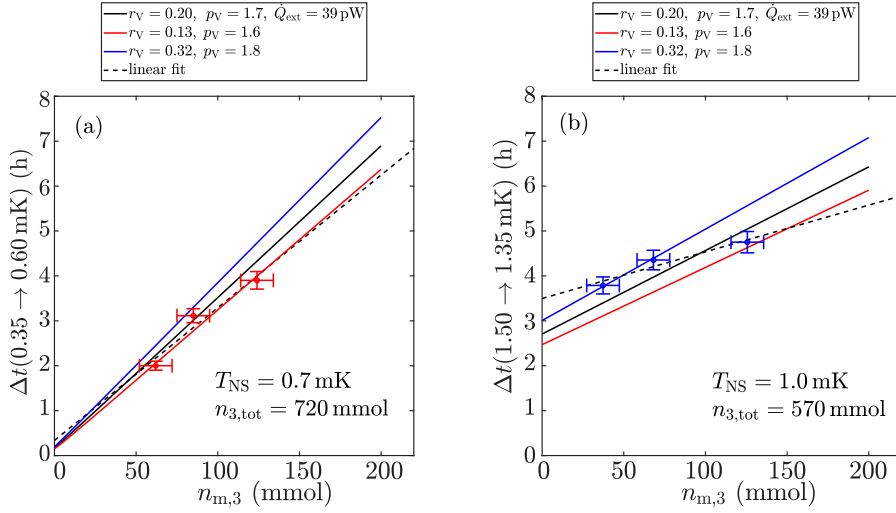 r_V = 0.20, p_V = 1.7, Q̇_ext = 39 pW
r_V = 0.13, p_V = 1.6
r_V = 0.32, p_V = 1.8
linear fit
(a)
Δt(0.35 → 0.60 mK) (h)
8
7
6
5
4
3
2
1
0
T_NS = 0.7 mK
n_3,tot = 720 mmol
0 50 100 150 200
n_m,3 (mmol)
r_V = 0.20, p_V = 1.7, Q̇_ext = 39 pW
r_V = 0.13, p_V = 1.6
r_V = 0.32, p_V = 1.8
linear fit
(b)
Δt(1.50 → 1.35 mK) (h)
8
7
6
5
4
3
2
1
0
T_NS = 1.0 mK
n_3,tot = 570 mmol
0 50 100 150 200
n_m,3 (mmol)